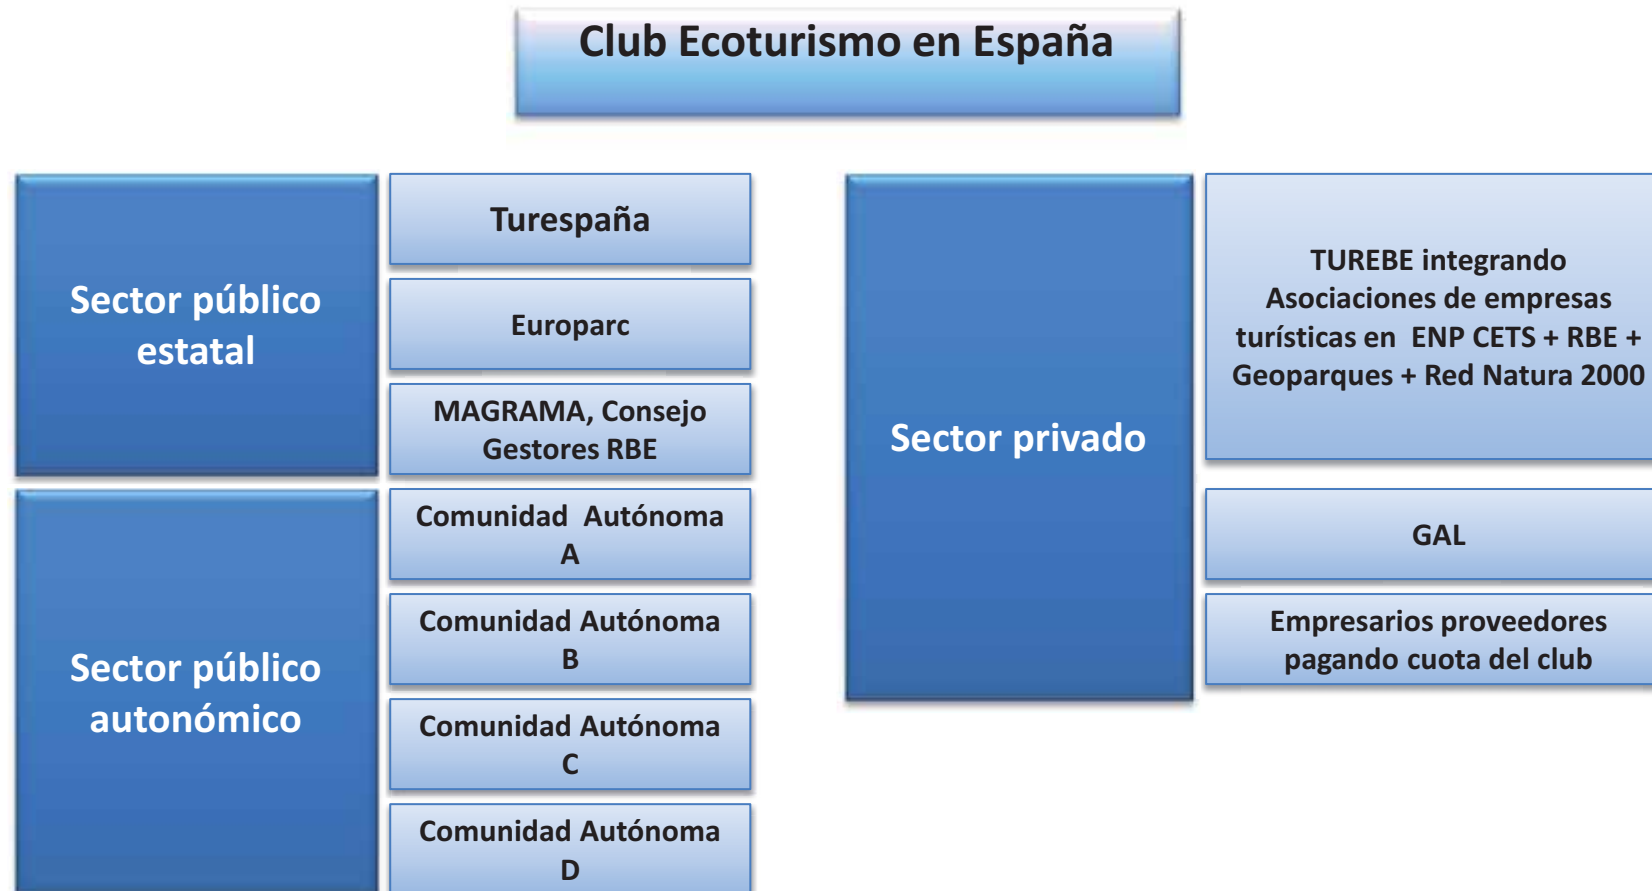 Club Ecoturismo en España
Sector público
estatal
Turespaña
Europarc
MAGRAMA, Consejo
Gestores RBE
Sector público
autonómico
Comunidad Autónoma
A
Comunidad Autónoma
B
Comunidad Autónoma
C
Comunidad Autónoma
D
Sector privado
TUREBE integrando
Asociaciones de empresas
turísticas en ENP CETS + RBE +
Geoparques + Red Natura 2000
GAL
Empresarios proveedores
pagando cuota del club